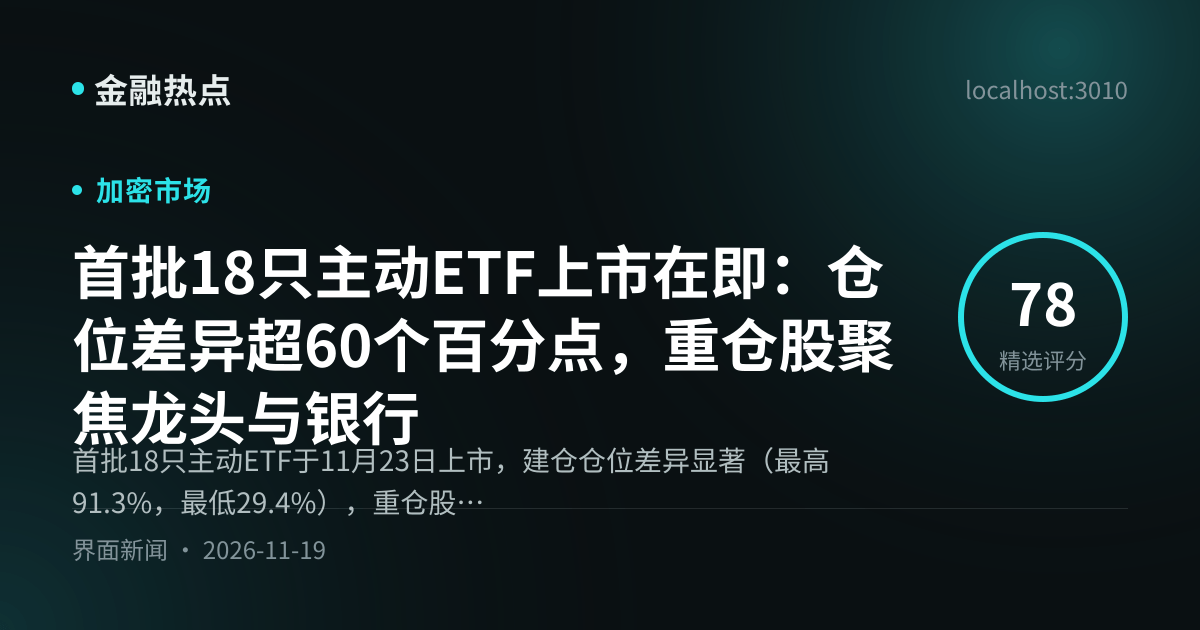 金融热点
localhost:3010
加密市场
首批18只主动ETF上市在即：仓
位差异超60个百分点，重仓股聚
焦龙头与银行
78
精选评分
首批18只主动ETF于11月23日上市，建仓仓位差异显著（最高
91.3%，最低29.4%），重仓股…
界面新闻 · 2026-11-19